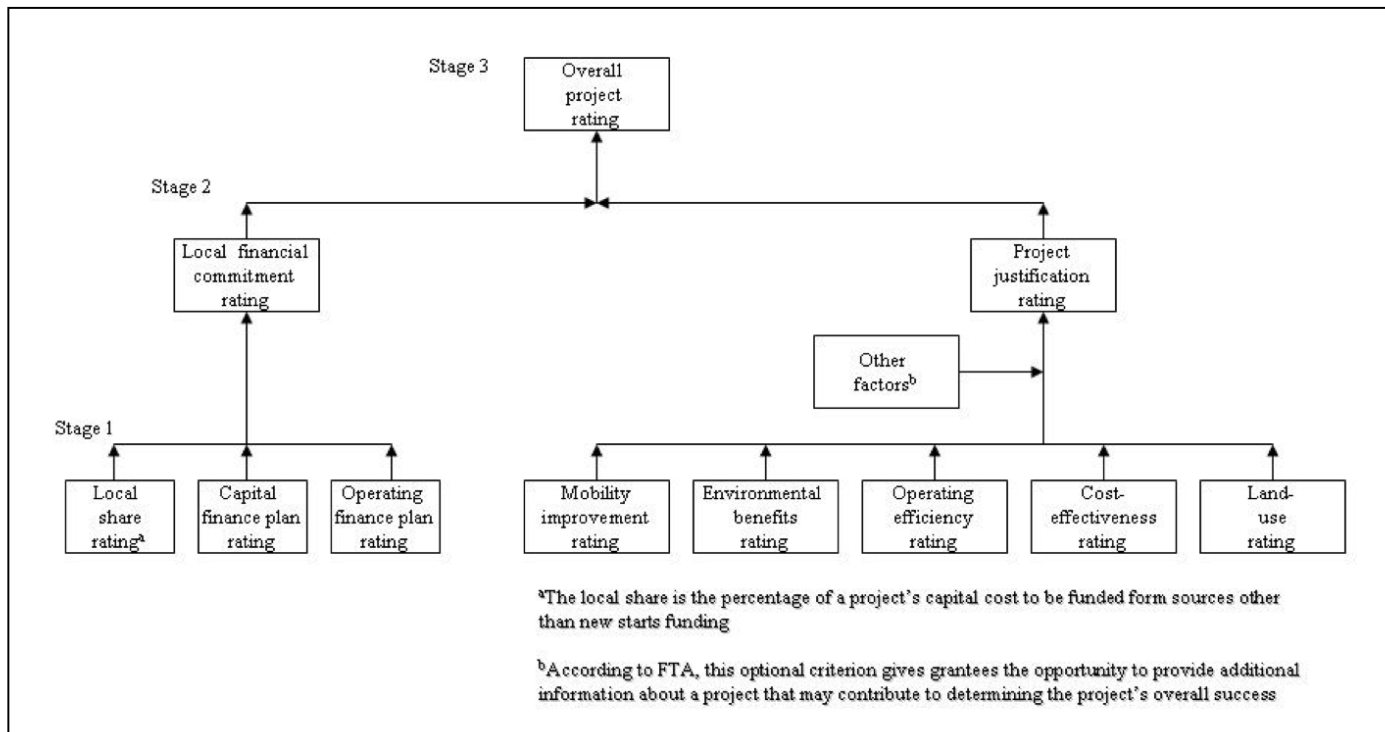 Stage 3
Overall
project
rating
Stage 2
Local financial
commitment
rating
Project
justification
rating
Other
factorsᵇ
Stage 1
Local
share
ratingᵃ
Capital
finance plan
rating
Operating
finance plan
rating
Mobility
improvement
rating
Environmental
benefits
rating
Operating
efficiency
rating
Cost-
effectiveness
rating
Land-
use
rating
ᵃThe local share is the percentage of a project's capital cost to be funded form sources other
than new starts funding
ᵇAccording to FTA, this optional criterion gives grantees the opportunity to provide additional
information about a project that may contribute to determining the project's overall success